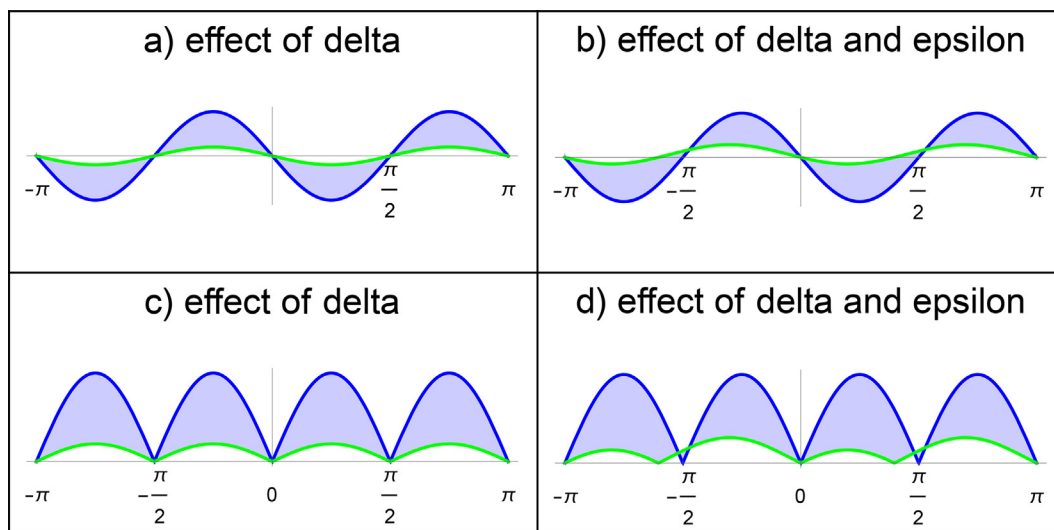 a) effect of delta
-π
π
2
π
b) effect of delta and epsilon
-π
-π
2
π
2
π
c) effect of delta
-π
-π
2
0
π
2
π
d) effect of delta and epsilon
-π
-π
2
0
π
2
π